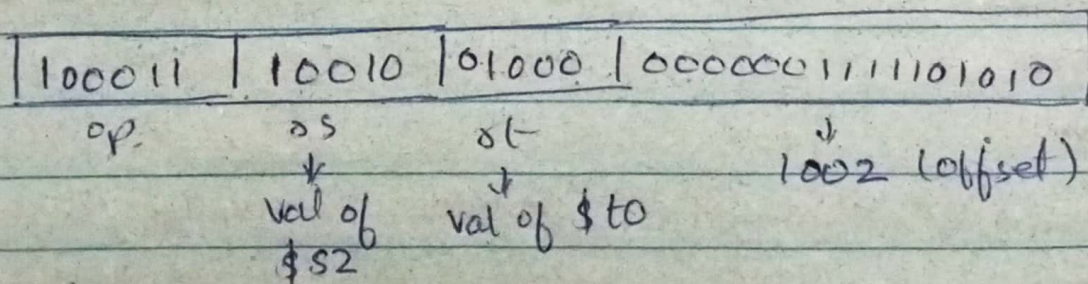 | 100011 | 10010 | 01000 | 0000001111101010
op. rs rt
1002 (offset)
val of val of $t0
$s2